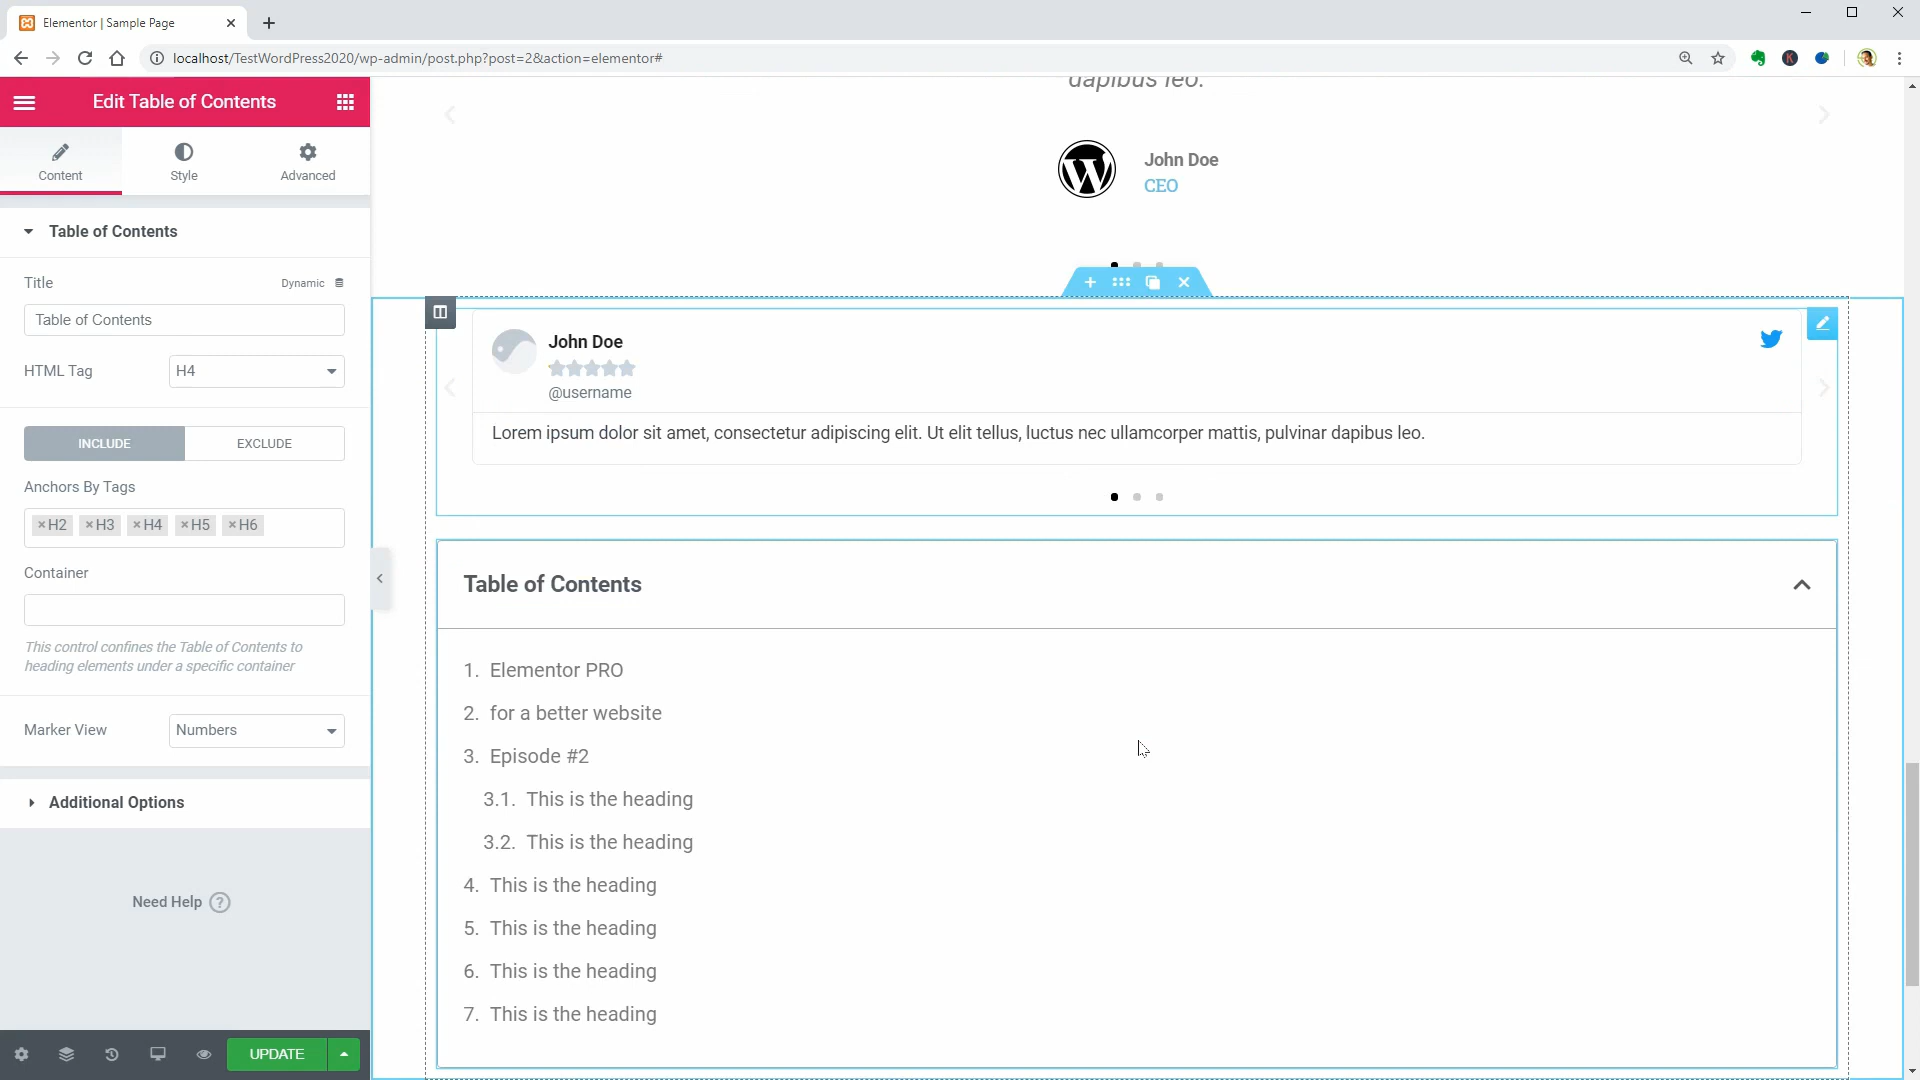 Elementor | Sample Page
localhost/TestWordPress2020/wp-admin/post.php?post=2&action=elementor#
Edit Table of Contents
Content
Style
Advanced
Table of Contents
Title
Dynamic
Table of Contents
HTML Tag
H4
INCLUDE
EXCLUDE
Anchors By Tags
×H2 ×H3 ×H4 ×H5 ×H6
Container
This control confines the Table of Contents to
heading elements under a specific container
Marker View
Numbers
Additional Options
Need Help ?
UPDATE
dapibus leo.
John Doe
CEO
John Doe
@username
Lorem ipsum dolor sit amet, consectetur adipiscing elit. Ut elit tellus, luctus nec ullamcorper mattis, pulvinar dapibus leo.
Table of Contents
1. Elementor PRO
2. for a better website
3. Episode #2
3.1. This is the heading
3.2. This is the heading
4. This is the heading
5. This is the heading
6. This is the heading
7. This is the heading